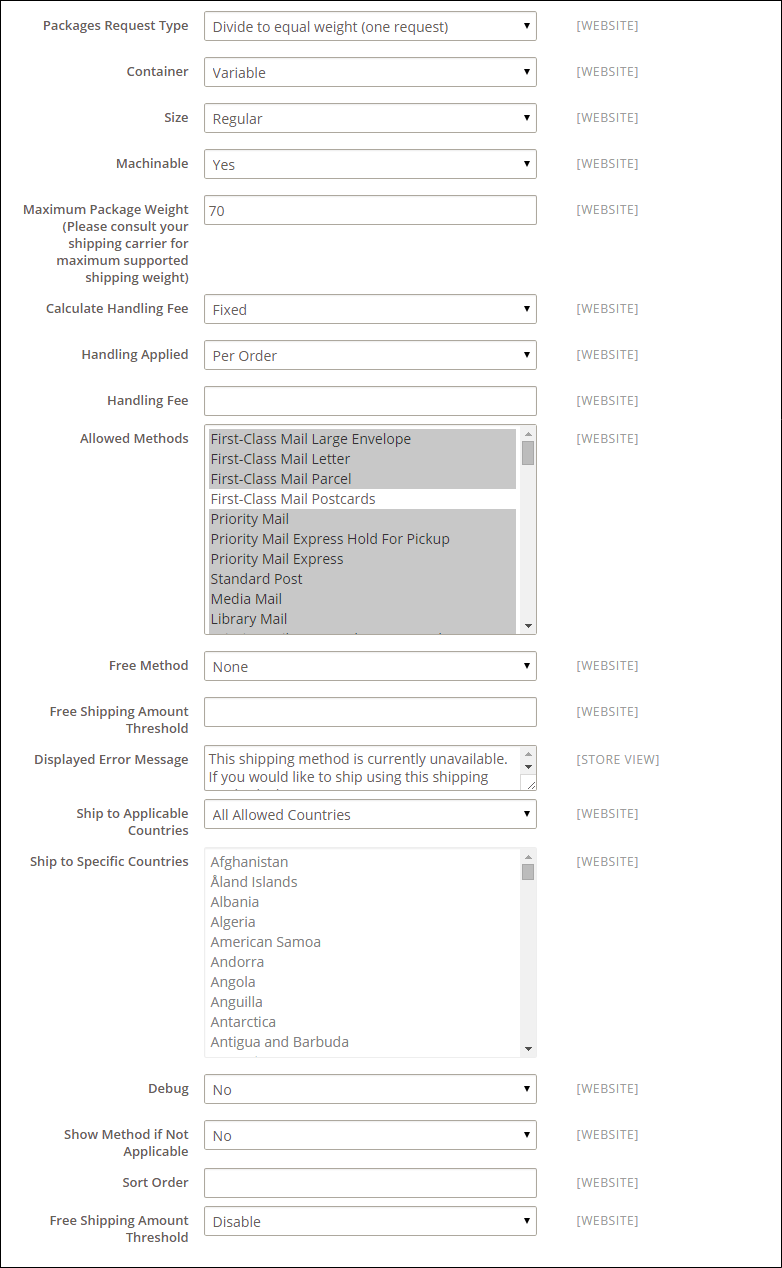 Packages Request Type Divide to equal weight (one request) [WEBSITE]
Container Variable [WEBSITE]
Size Regular [WEBSITE]
Machinable Yes [WEBSITE]
Maximum Package Weight 70 [WEBSITE]
(Please consult your
shipping carrier for
maximum supported
shipping weight)
Calculate Handling Fee Fixed [WEBSITE]
Handling Applied Per Order [WEBSITE]
Handling Fee [WEBSITE]
Allowed Methods First-Class Mail Large Envelope [WEBSITE]
First-Class Mail Letter
First-Class Mail Parcel
First-Class Mail Postcards
Priority Mail
Priority Mail Express Hold For Pickup
Priority Mail Express
Standard Post
Media Mail
Library Mail
Free Method None [WEBSITE]
Free Shipping Amount [WEBSITE]
Threshold
Displayed Error Message This shipping method is currently unavailable. [STORE VIEW]
If you would like to ship using this shipping
Ship to Applicable All Allowed Countries [WEBSITE]
Countries
Ship to Specific Countries Afghanistan [WEBSITE]
Åland Islands
Albania
Algeria
American Samoa
Andorra
Angola
Anguilla
Antarctica
Antigua and Barbuda
Debug No [WEBSITE]
Show Method if Not No [WEBSITE]
Applicable
Sort Order [WEBSITE]
Free Shipping Amount Disable [WEBSITE]
Threshold